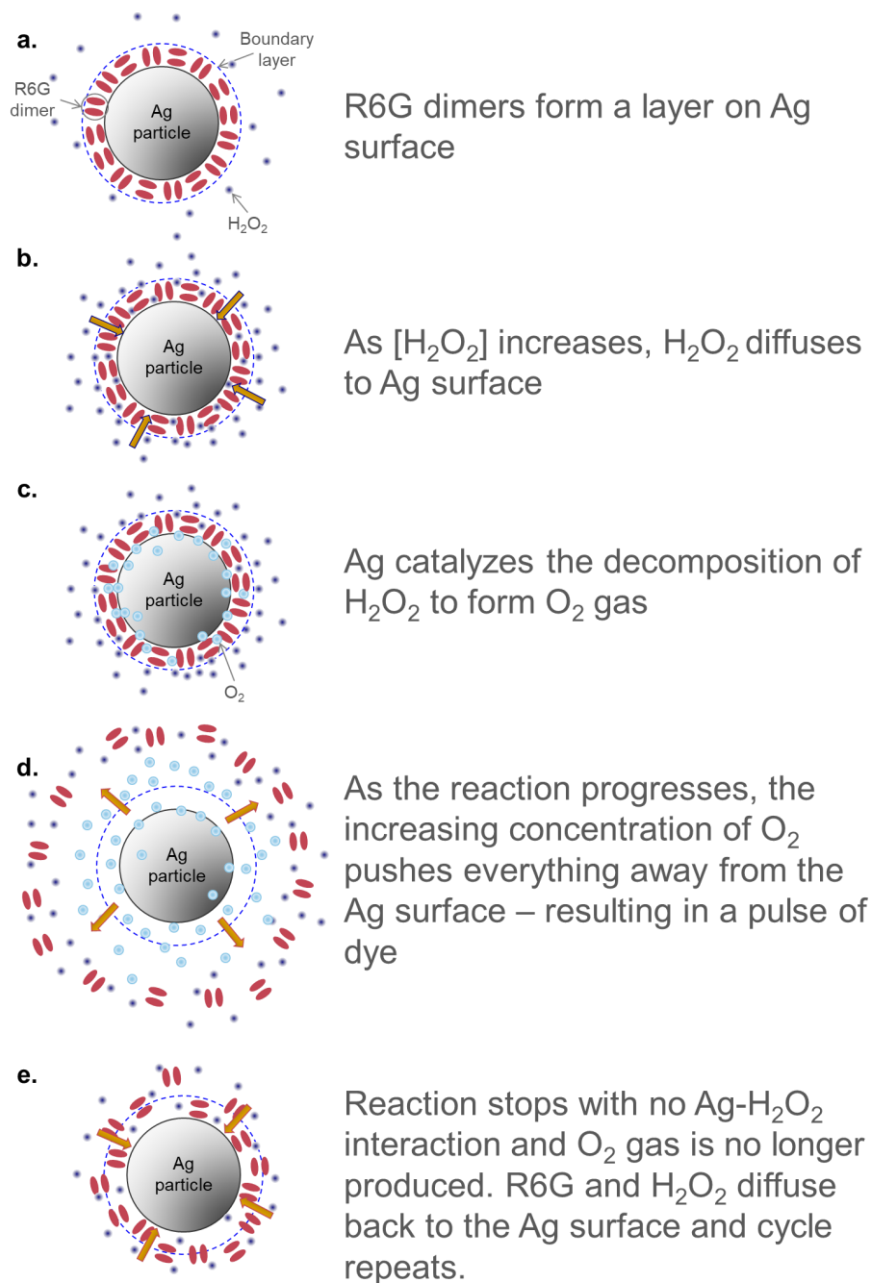 a.
Boundary
layer
R6G
dimer
Ag
particle
H₂O₂
R6G dimers form a layer on Ag
surface
b.
Ag
particle
As [H₂O₂] increases, H₂O₂ diffuses
to Ag surface
c.
Ag
particle
O₂
Ag catalyzes the decomposition of
H₂O₂ to form O₂ gas
d.
Ag
particle
As the reaction progresses, the
increasing concentration of O₂
pushes everything away from the
Ag surface – resulting in a pulse of
dye
e.
Ag
particle
Reaction stops with no Ag-H₂O₂
interaction and O₂ gas is no longer
produced. R6G and H₂O₂ diffuse
back to the Ag surface and cycle
repeats.